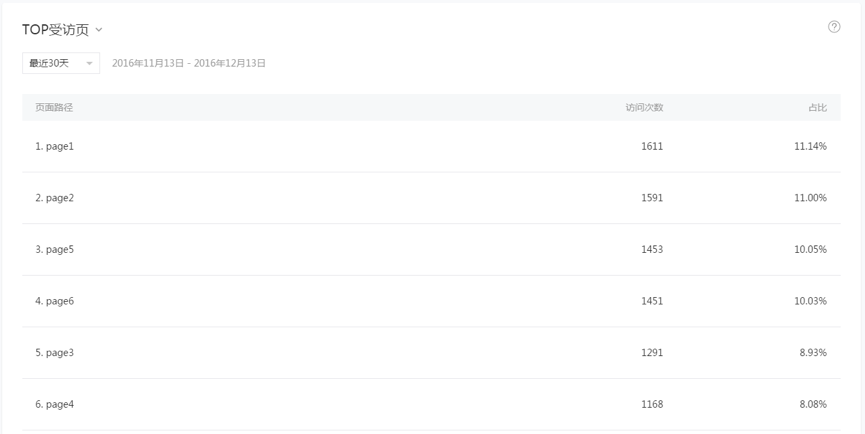 TOP受访页
最近30天 2016年11月13日 - 2016年12月13日
页面路径 访问次数 占比
1. page1 1611 11.14%
2. page2 1591 11.00%
3. page5 1453 10.05%
4. page6 1451 10.03%
5. page3 1291 8.93%
6. page4 1168 8.08%